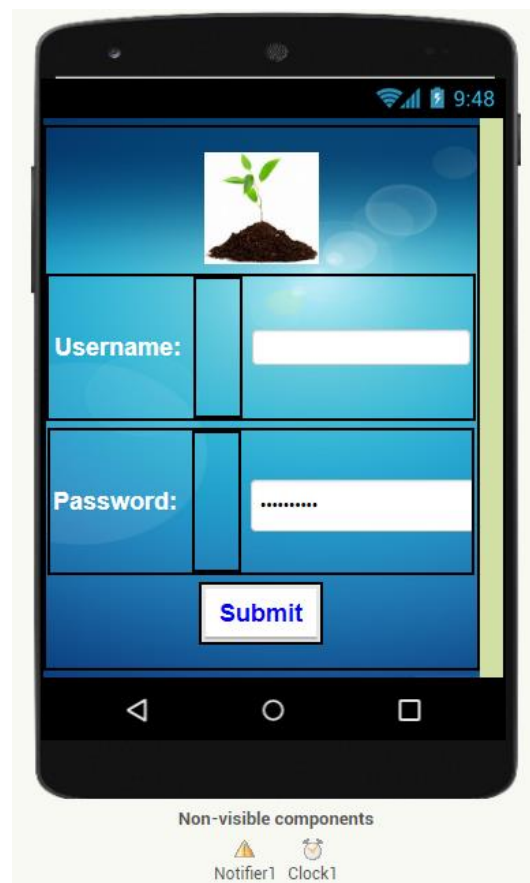 9:48
Username:
Password:
••••••••••
Submit
Non-visible components
Notifier1 Clock1